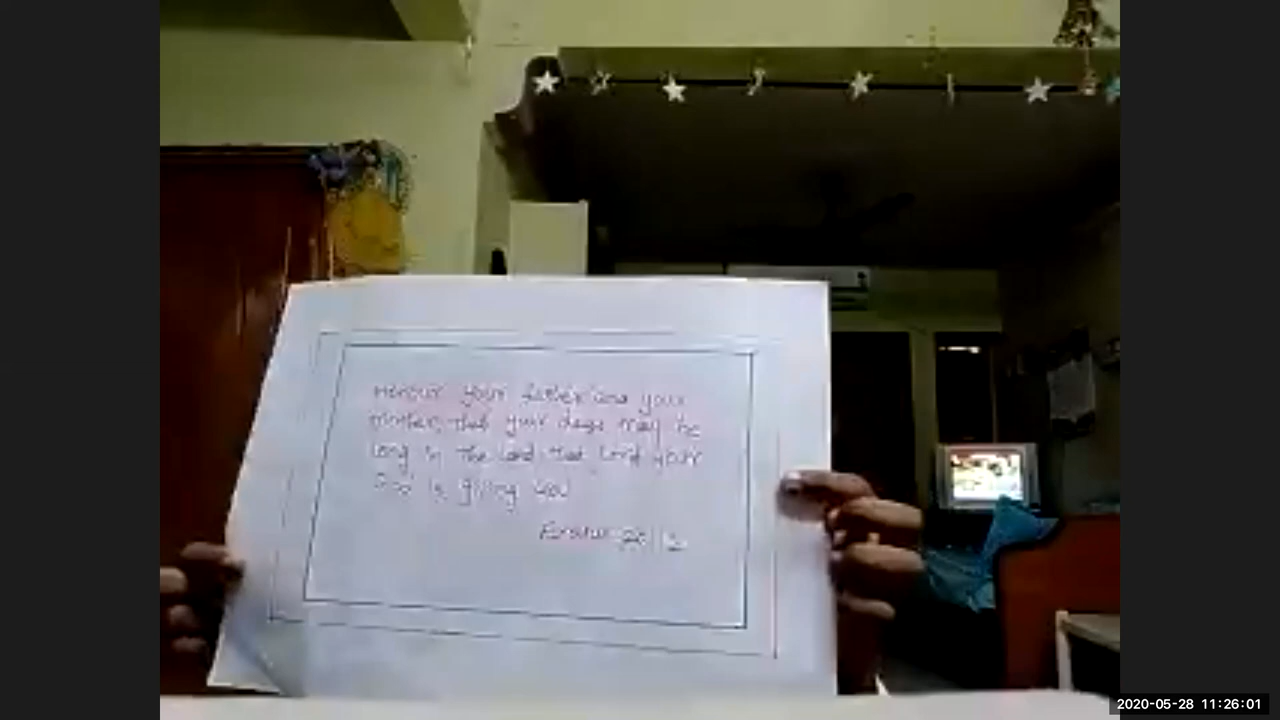 Honour your father and your
mother, that your days may be
long in the land that Lord your
God is giving you
Exodus 20:12
2020-05-28 11:26:01